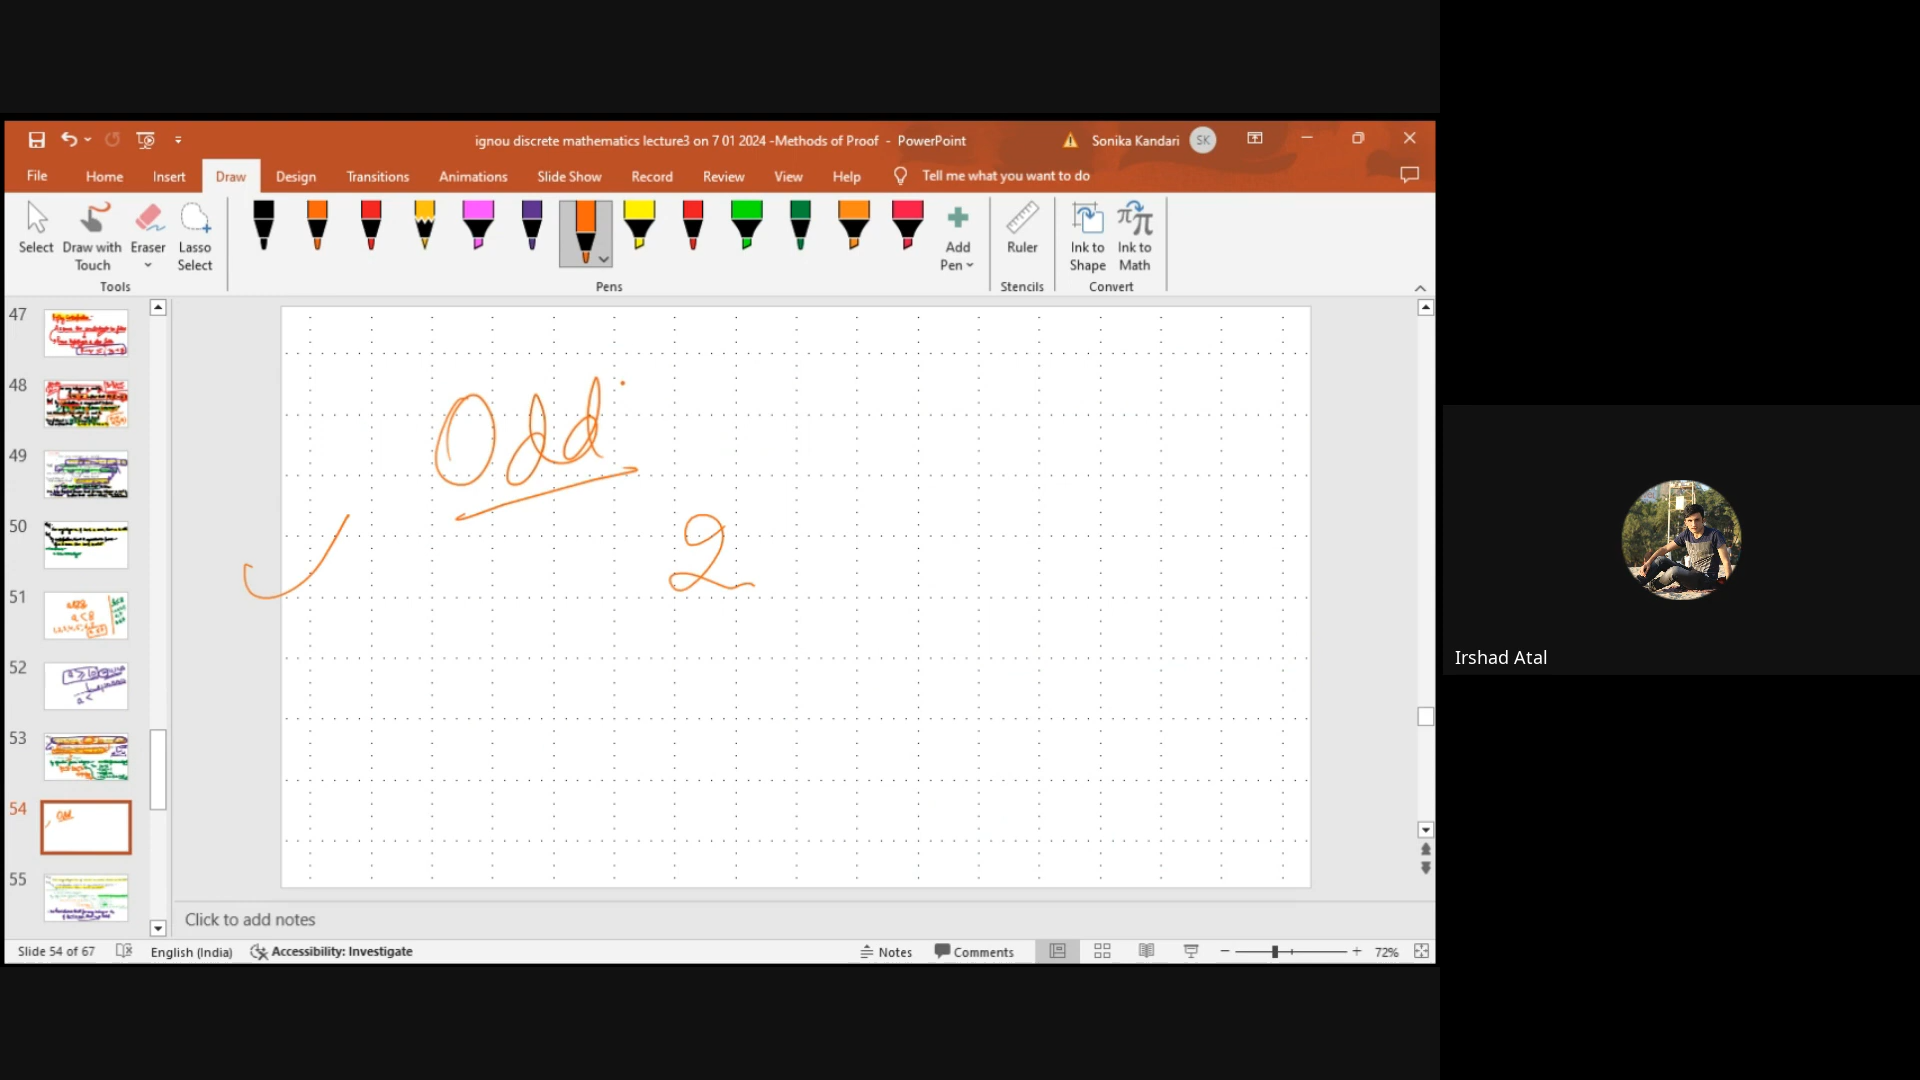 ignou discrete mathematics lecture3 on 7 01 2024 -Methods of Proof - PowerPoint
Sonika Kandari
SK
File
Home
Insert
Draw
Design
Transitions
Animations
Slide Show
Record
Review
View
Help
Tell me what you want to do
Select
Draw with Touch
Eraser
Lasso Select
Tools
Pens
Add Pen
Ruler
Stencils
Ink to Shape
Ink to Math
Convert
47
48
49
50
51
52
53
54
55
Odd
2
Odd
Click to add notes
Slide 54 of 67
English (India)
Accessibility: Investigate
Notes
Comments
72%
Irshad Atal